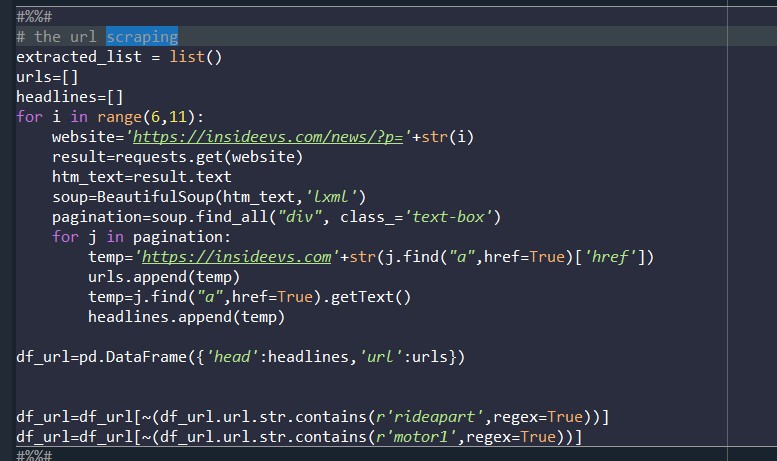 #%%#
# the url scraping
extracted_list = list()
urls=[]
headlines=[]
for i in range(6,11):
    website='https://insideevs.com/news/?p='+str(i)
    result=requests.get(website)
    htm_text=result.text
    soup=BeautifulSoup(htm_text,'lxml')
    pagination=soup.find_all("div", class_='text-box')
    for j in pagination:
        temp='https://insideevs.com'+str(j.find("a",href=True)['href'])
        urls.append(temp)
        temp=j.find("a",href=True).getText()
        headlines.append(temp)
df_url=pd.DataFrame({'head':headlines,'url':urls})
df_url=df_url[~(df_url.url.str.contains(r'rideapart',regex=True))]
df_url=df_url[~(df_url.url.str.contains(r'motor1',regex=True))]
#%%#